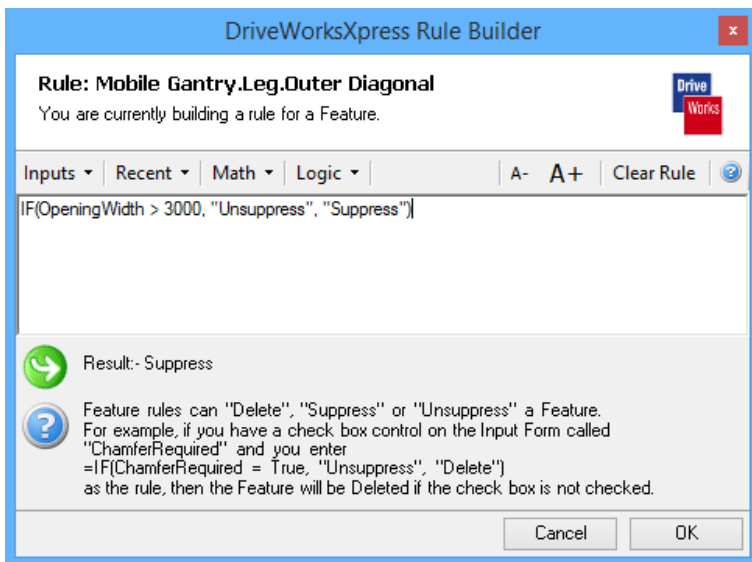 DriveWorksXpress Rule Builder
x
Rule: Mobile Gantry.Leg.Outer Diagonal
You are currently building a rule for a Feature.
Drive
Works
Inputs Recent Math Logic A- A+ Clear Rule ?
IF(OpeningWidth > 3000, "Unsuppress", "Suppress")
Result:- Suppress
?
Feature rules can "Delete", "Suppress" or "Unsuppress" a Feature.
For example, if you have a check box control on the Input Form called
"ChamferRequired" and you enter
=IF(ChamferRequired = True, "Unsuppress", "Delete")
as the rule, then the Feature will be Deleted if the check box is not checked.
Cancel OK